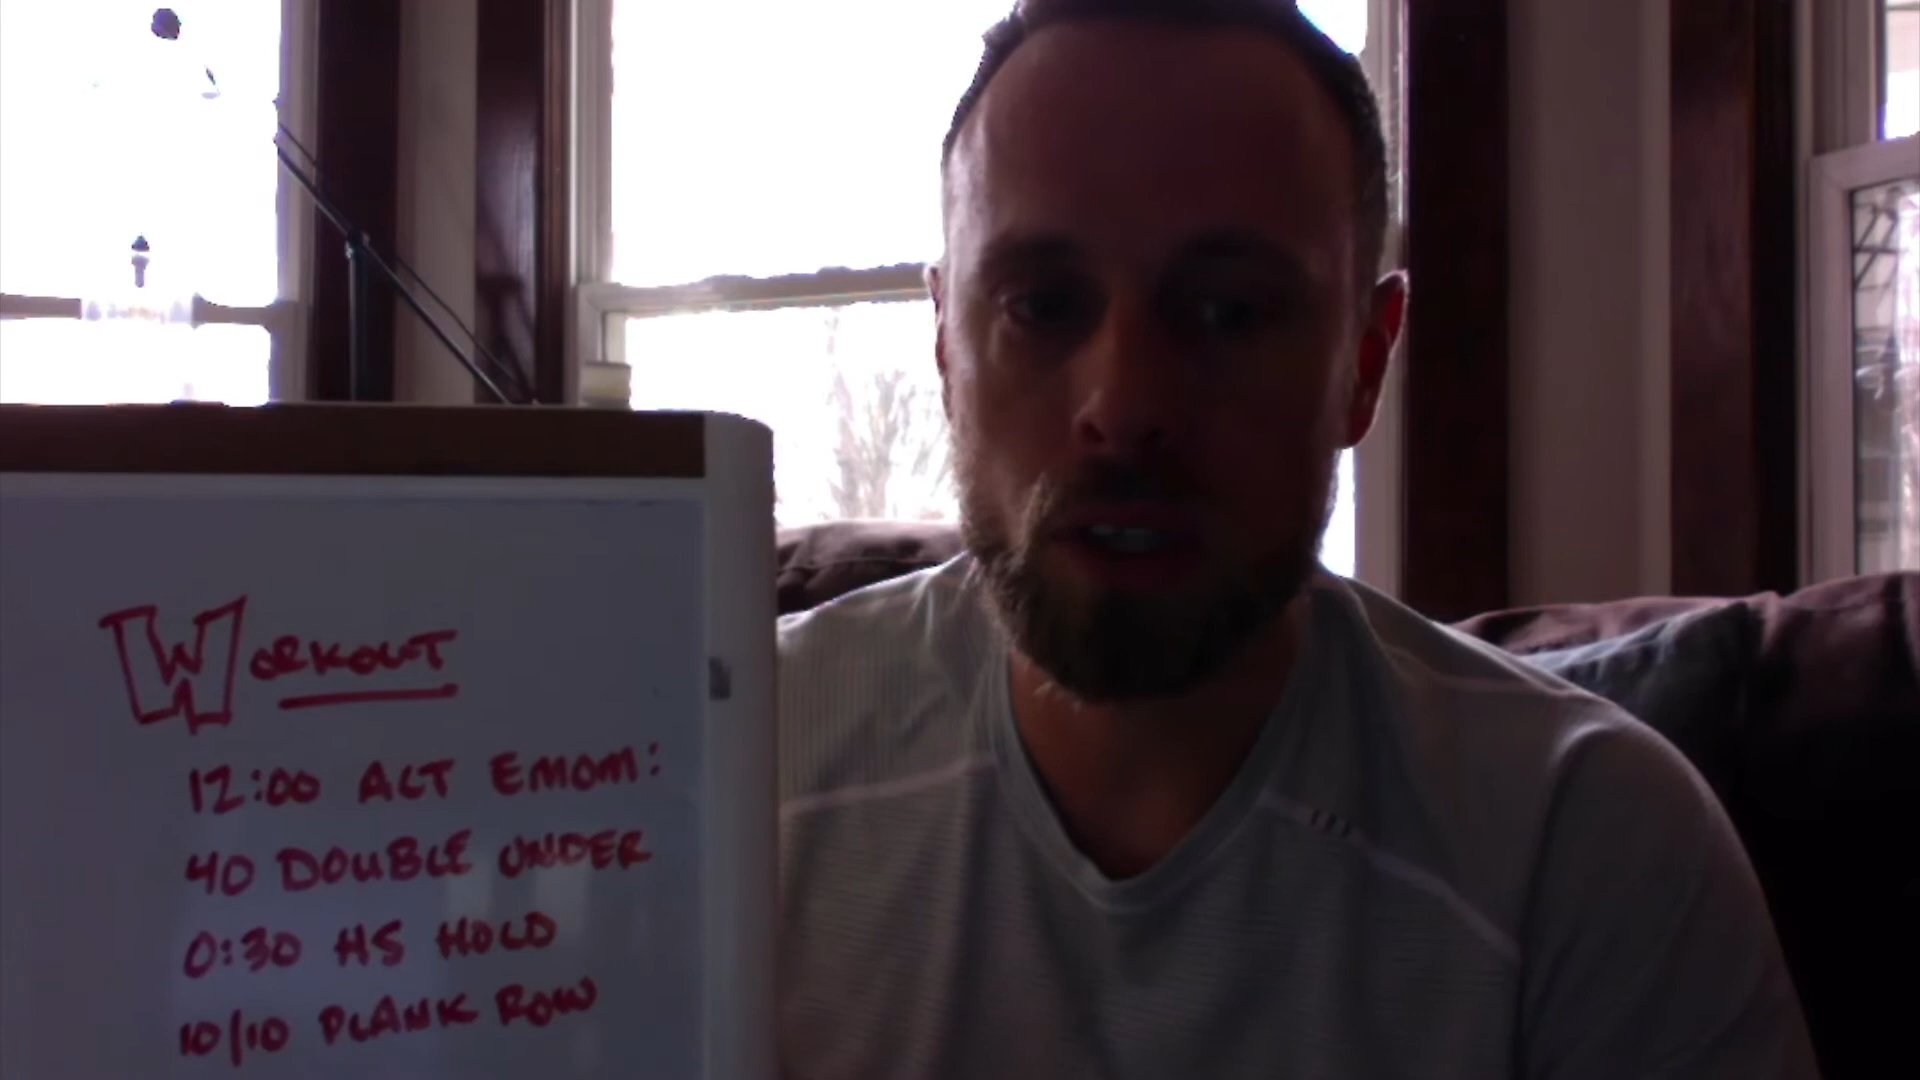 WORKOUT
12:00 ALT EMOM:
40 DOUBLE UNDER
0:30 HS HOLD
10/10 PLANK ROW